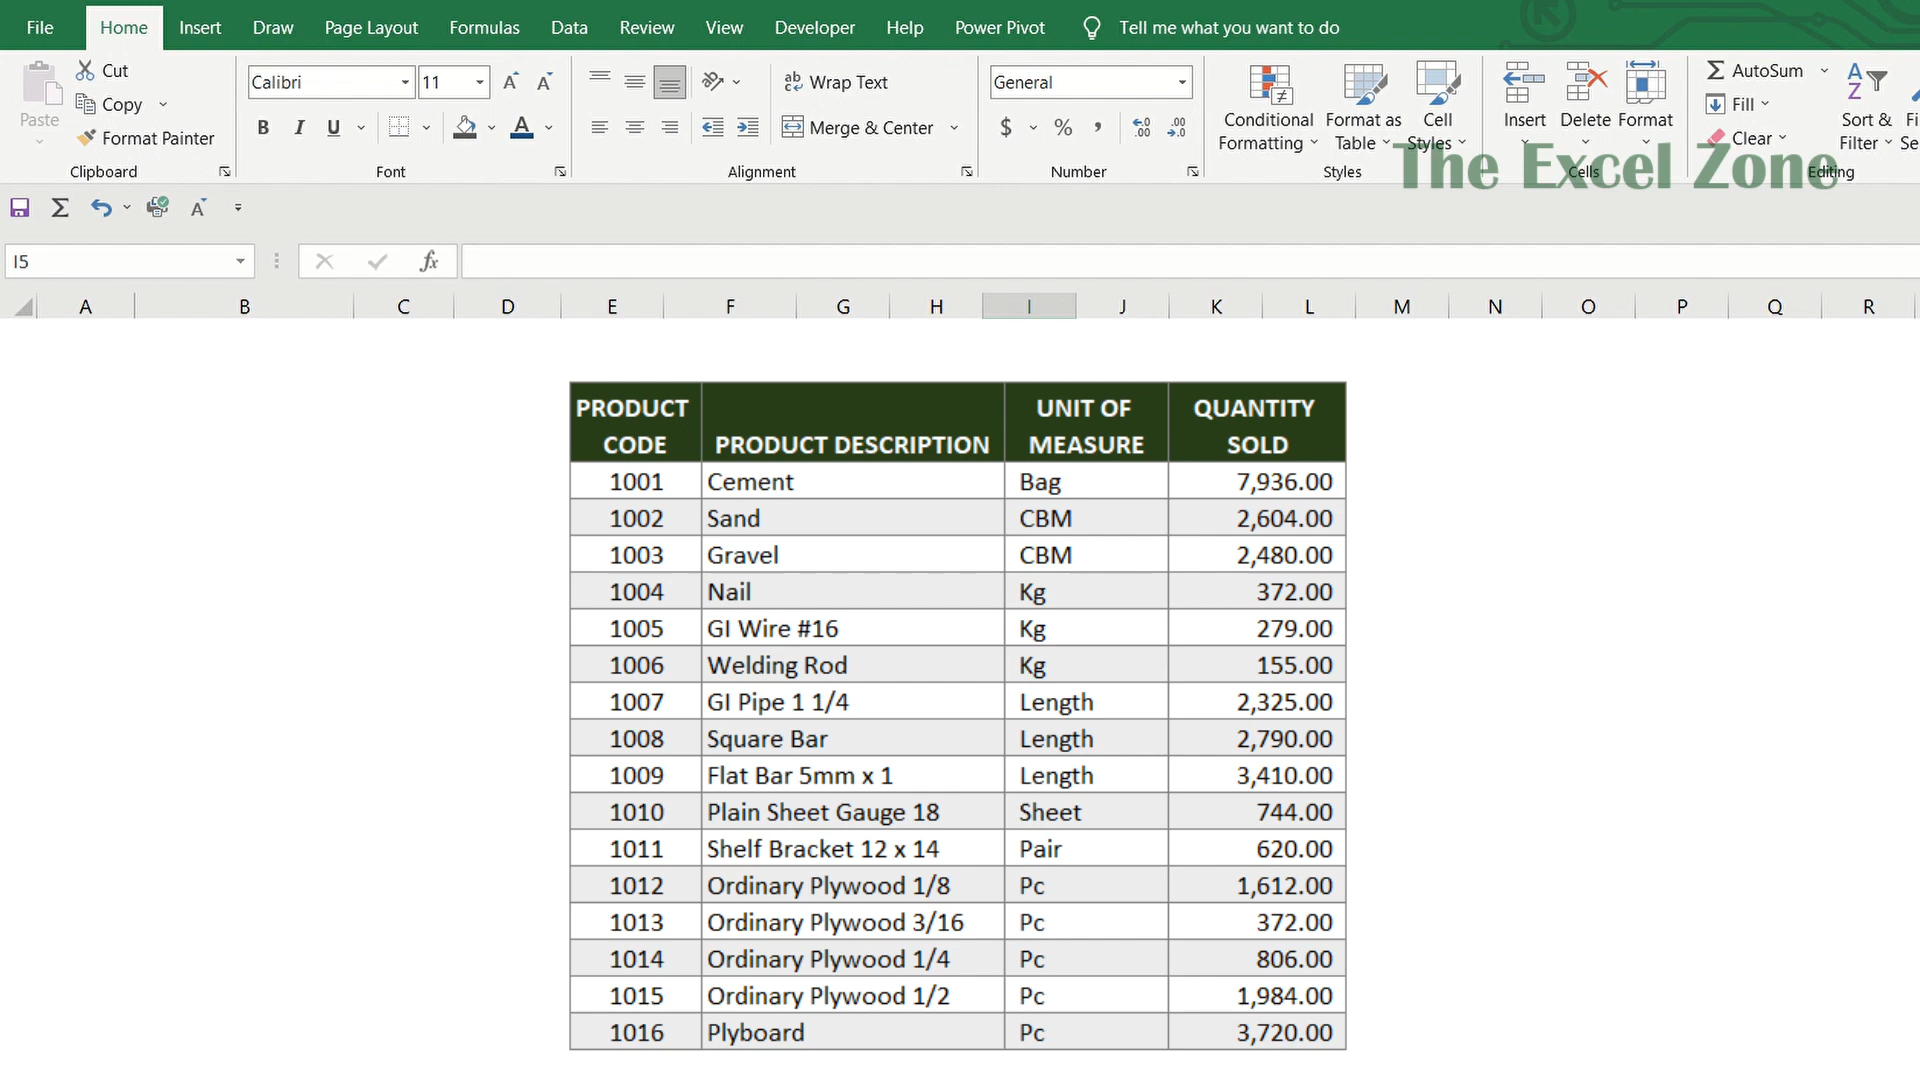 File Home Insert Draw Page Layout Formulas Data Review View Developer Help Power Pivot Tell me what you want to do
Cut
Copy
Format Painter
Paste
Clipboard
Calibri 11
B I U
Font
Wrap Text
Merge & Center
Alignment
General
$ % ,
Number
Conditional Formatting
Format as Table
Cell Styles
Styles
Insert Delete Format
Cells
AutoSum
Fill
Clear
Sort & Filter
Editing
The Excel Zone
I5
fx
A B C D E F G H I J K L M N O P Q R
PRODUCT CODE PRODUCT DESCRIPTION UNIT OF MEASURE QUANTITY SOLD
1001 Cement Bag 7,936.00
1002 Sand CBM 2,604.00
1003 Gravel CBM 2,480.00
1004 Nail Kg 372.00
1005 GI Wire #16 Kg 279.00
1006 Welding Rod Kg 155.00
1007 GI Pipe 1 1/4 Length 2,325.00
1008 Square Bar Length 2,790.00
1009 Flat Bar 5mm x 1 Length 3,410.00
1010 Plain Sheet Gauge 18 Sheet 744.00
1011 Shelf Bracket 12 x 14 Pair 620.00
1012 Ordinary Plywood 1/8 Pc 1,612.00
1013 Ordinary Plywood 3/16 Pc 372.00
1014 Ordinary Plywood 1/4 Pc 806.00
1015 Ordinary Plywood 1/2 Pc 1,984.00
1016 Plyboard Pc 3,720.00